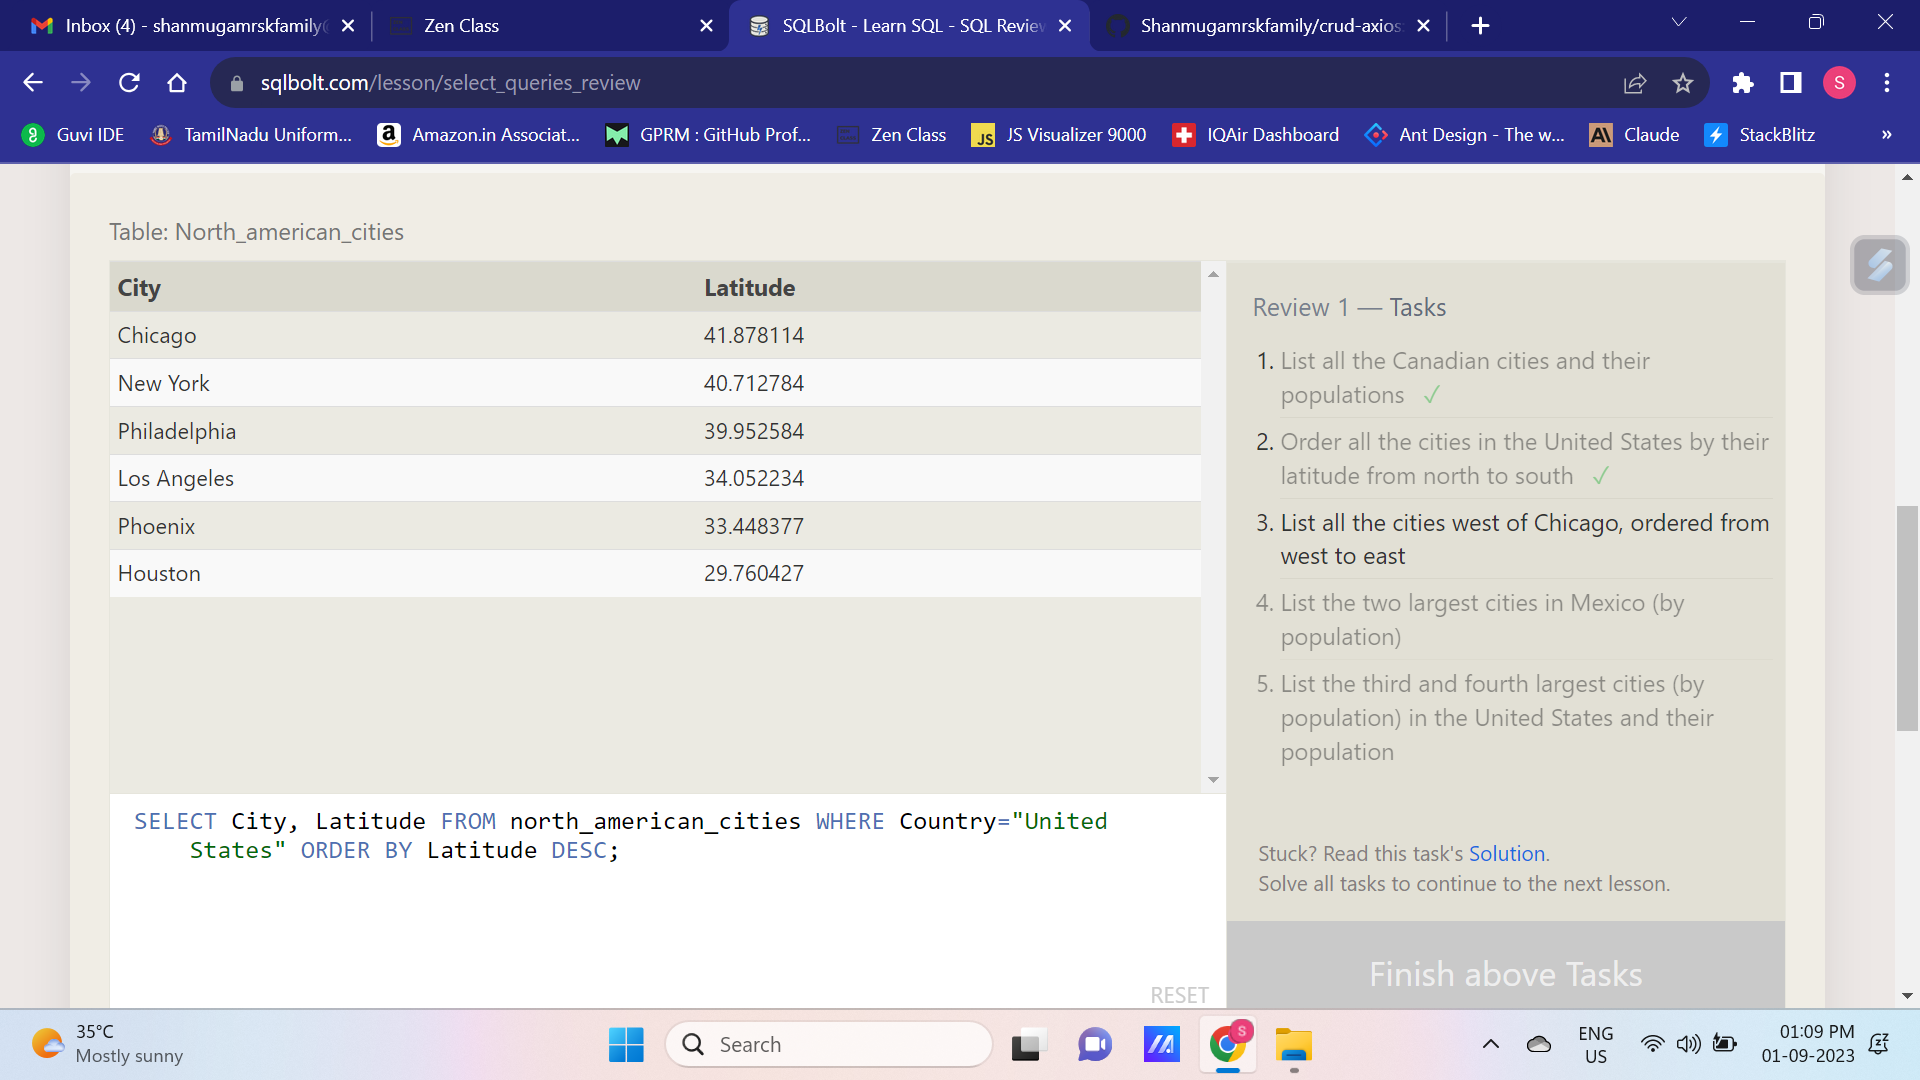 Inbox (4) - shanmugamrskfamily@
Zen Class
SQLBolt - Learn SQL - SQL Review
Shanmugamrskfamily/crud-axios
sqlbolt.com/lesson/select_queries_review
S
Guvi IDE
TamilNadu Uniform...
Amazon.in Associat...
GPRM : GitHub Prof...
Zen Class
JS Visualizer 9000
IQAir Dashboard
Ant Design - The w...
Claude
StackBlitz
»
Table: North_american_cities
City Latitude
Chicago 41.878114
New York 40.712784
Philadelphia 39.952584
Los Angeles 34.052234
Phoenix 33.448377
Houston 29.760427
SELECT City, Latitude FROM north_american_cities WHERE Country="United
States" ORDER BY Latitude DESC;
RESET
Review 1 — Tasks
1. List all the Canadian cities and their
populations ✓
2. Order all the cities in the United States by their
latitude from north to south ✓
3. List all the cities west of Chicago, ordered from
west to east
4. List the two largest cities in Mexico (by
population)
5. List the third and fourth largest cities (by
population) in the United States and their
population
Stuck? Read this task's Solution.
Solve all tasks to continue to the next lesson.
Finish above Tasks
35°C
Mostly sunny
Search
S
ENG
US
01:09 PM
01-09-2023